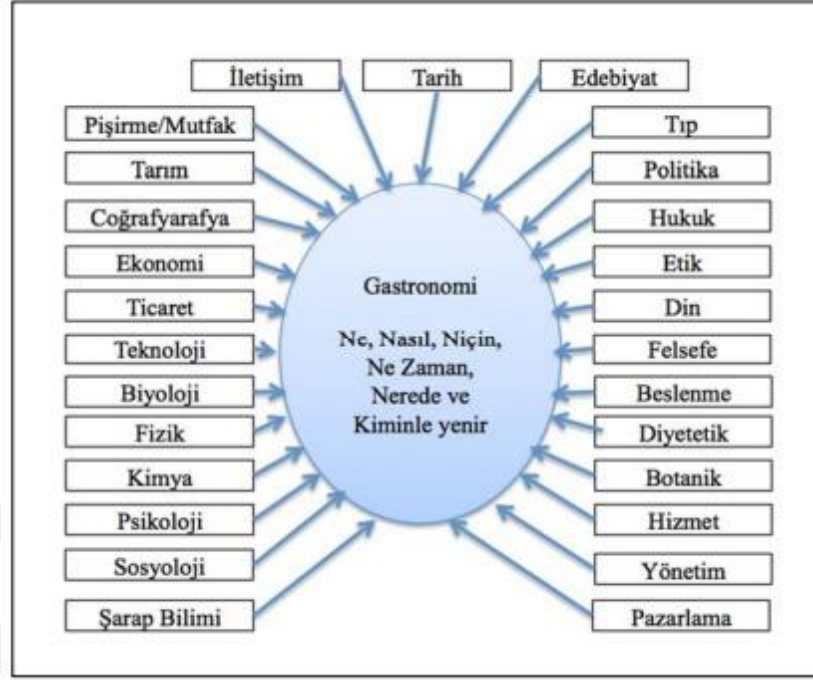 İletişim
Tarih
Edebiyat
Pişirme/Mutfak
Tarım
Coğrafyarafya
Ekonomi
Ticaret
Teknoloji
Biyoloji
Fizik
Kimya
Psikoloji
Sosyoloji
Şarap Bilimi
Gastronomi
Ne, Nasıl, Niçin,
Ne Zaman,
Nerede ve
Kiminle yenir
Tıp
Politika
Hukuk
Etik
Din
Felsefe
Beslenme
Diyetetik
Botanik
Hizmet
Yönetim
Pazarlama